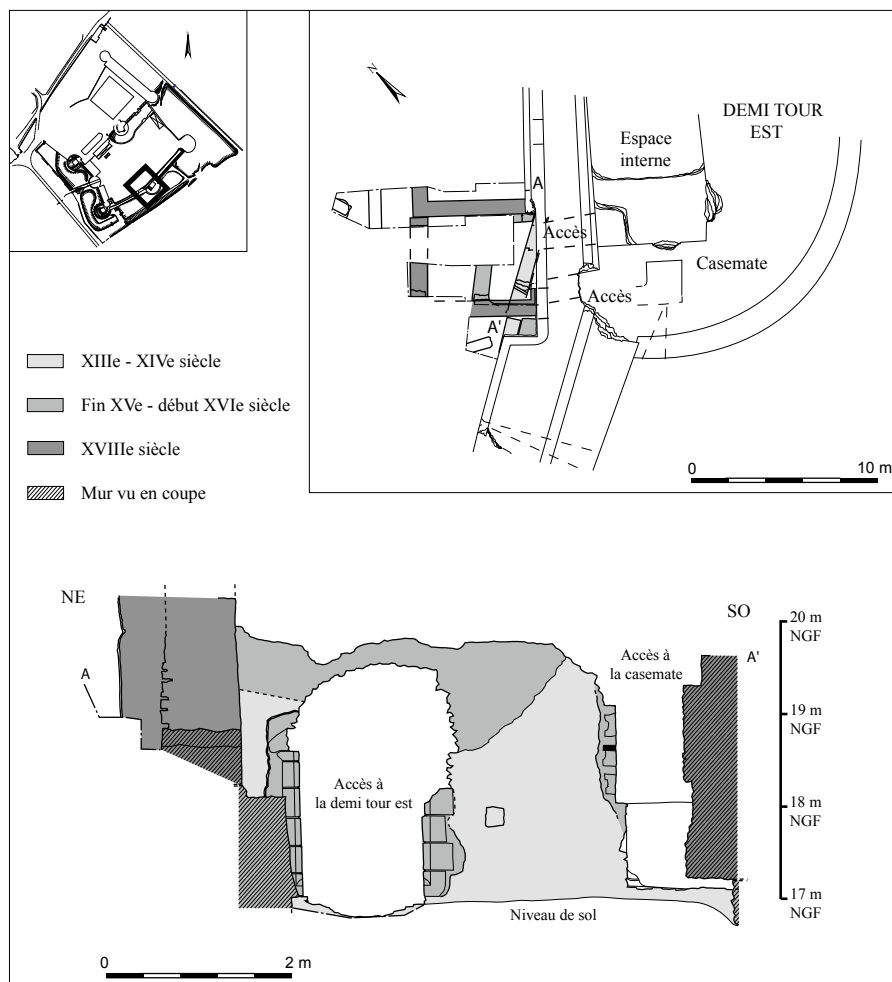 N
DEMI TOUR
EST
Espace
interne
A
Accès
Casemate
Accès
A'
0 10 m
XIIIe - XIVe siècle
Fin XVe - début XVIe siècle
XVIIIe siècle
Mur vu en coupe
NE
SO
20 m
NGF
A
Accès à
la casemate
A'
19 m
NGF
Accès à
la demi tour est
18 m
NGF
17 m
NGF
Niveau de sol
0 2 m